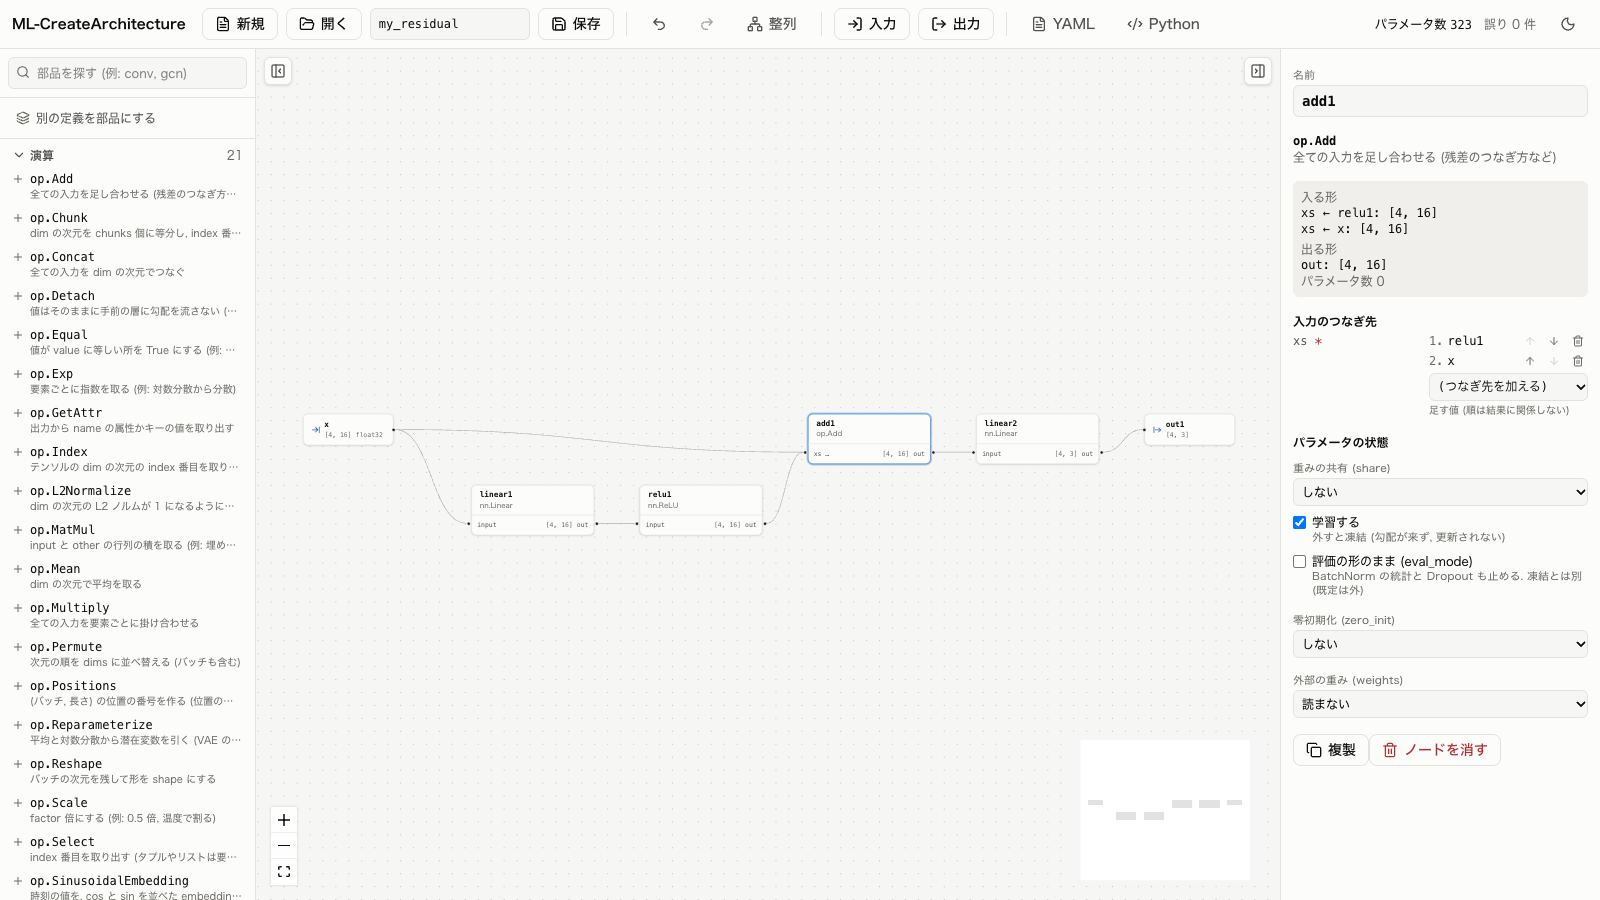 ML-CreateArchitecture
新規
開く
my_residual
保存
整列
入力
出力
YAML
Python
パラメータ数 323
誤り 0 件
部品を探す (例: conv, gcn)
別の定義を部品にする
演算 21
op.Add
全ての入力を足し合わせる (残差のつなぎ方…
op.Chunk
dim の次元を chunks 個に等分し, index 番…
op.Concat
全ての入力を dim の次元でつなぐ
op.Detach
値はそのままに手前の層に勾配を流さない (…
op.Equal
値が value に等しい所を True にする (例: …
op.Exp
要素ごとに指数を取る (例: 対数分散から分散)
op.GetAttr
出力から name の属性かキーの値を取り出す
op.Index
テンソルの dim の次元の index 番目を取り…
op.L2Normalize
dim の次元の L2 ノルムが 1 になるように…
op.MatMul
input と other の行列の積を取る (例: 埋め…
op.Mean
dim の次元で平均を取る
op.Multiply
全ての入力を要素ごとに掛け合わせる
op.Permute
次元の順を dims に並べ替える (バッチも含む)
op.Positions
(バッチ, 長さ) の位置の番号を作る (位置の…
op.Reparameterize
平均と対数分散から潜在変数を引く (VAE の…
op.Reshape
バッチの次元を残して形を shape にする
op.Scale
factor 倍にする (例: 0.5 倍, 温度で割る)
op.Select
index 番目を取り出す (タプルやリストは要…
op.SinusoidalEmbedding
時刻の値を, cos と sin を並べた embeddin…
x
[4, 16] float32
linear1
nn.Linear
input [4, 16] out
relu1
nn.ReLU
input [4, 16] out
add1
op.Add
xs … [4, 16] out
linear2
nn.Linear
input [4, 3] out
out1
[4, 3]
名前
add1
op.Add
全ての入力を足し合わせる (残差のつなぎ方など)
入る形
xs ← relu1: [4, 16]
xs ← x: [4, 16]
出る形
out: [4, 16]
パラメータ数 0
入力のつなぎ先
xs *
1. relu1
2. x
(つなぎ先を加える)
足す値 (順は結果に関係しない)
パラメータの状態
重みの共有 (share)
しない
学習する
外すと凍結 (勾配が来ず, 更新されない)
評価の形のまま (eval_mode)
BatchNorm の統計と Dropout も止める. 凍結とは別
(既定は外)
零初期化 (zero_init)
しない
外部の重み (weights)
読まない
複製
ノードを消す